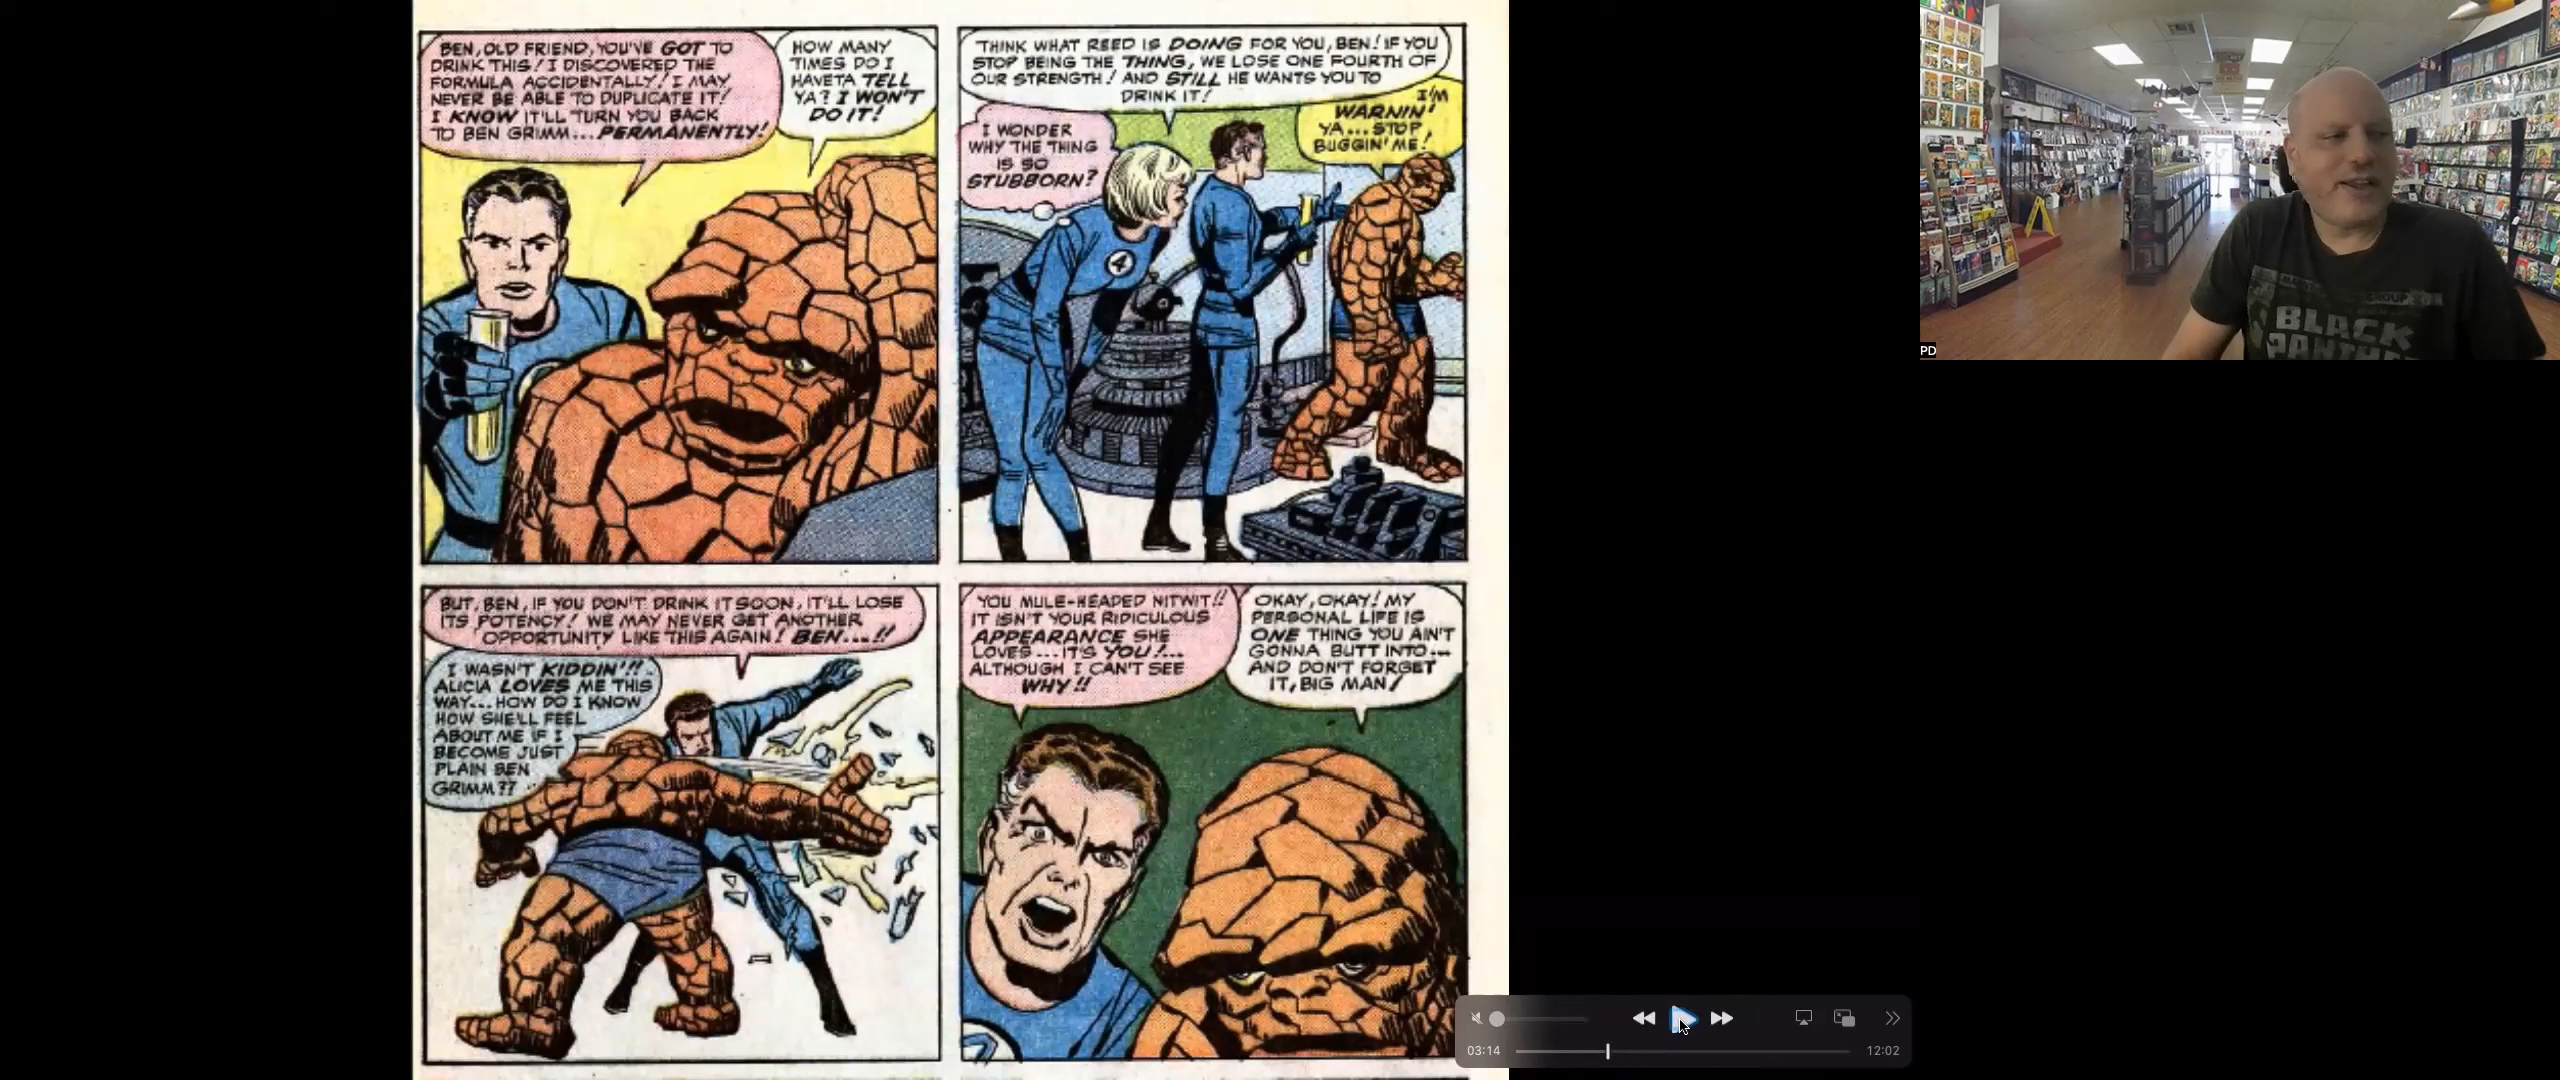 BEN, OLD FRIEND, YOU'VE GOT TO
DRINK THIS! I DISCOVERED THE
FORMULA ACCIDENTALLY! I MAY
NEVER BE ABLE TO DUPLICATE IT!
I KNOW IT'LL TURN YOU BACK
TO BEN GRIMM... PERMANENTLY!
HOW MANY
TIMES DO I
HAVETA TELL
YA? I WON'T
DO IT!
THINK WHAT REED IS DOING FOR YOU, BEN! IF YOU
STOP BEING THE THING, WE LOSE ONE FOURTH OF
OUR STRENGTH! AND STILL HE WANTS YOU TO
DRINK IT!
I WONDER
WHY THE THING
IS SO
STUBBORN?
I'M
WARNIN'
YA... STOP
BUGGIN' ME!
4
BUT, BEN, IF YOU DON'T DRINK IT SOON, IT'LL LOSE
ITS POTENCY! WE MAY NEVER GET ANOTHER
OPPORTUNITY LIKE THIS AGAIN! BEN...!!
I WASN'T KIDDIN'!!
ALICIA LOVES ME THIS
WAY... HOW DO I KNOW
HOW SHE'LL FEEL
ABOUT ME IF I
BECOME JUST
PLAIN BEN
GRIMM??
YOU MULE-HEADED NITWIT!!
IT ISN'T YOUR RIDICULOUS
APPEARANCE SHE
LOVES... IT'S YOU!...
ALTHOUGH I CAN'T SEE
WHY!!
OKAY, OKAY! MY
PERSONAL LIFE IS
ONE THING YOU AIN'T
GONNA BUTT INTO...
AND DON'T FORGET
IT, BIG MAN!
BLACK
PANTHER
PD
03:14
12:02